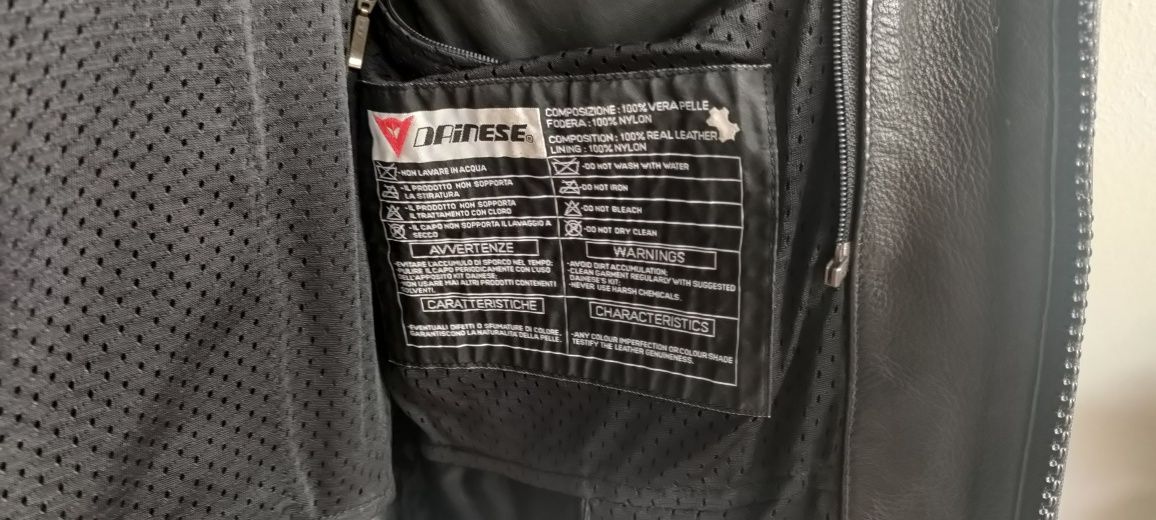 DAINESE®
COMPOSIZIONE : 100% VERA PELLE
FODERA : 100% NYLON
COMPOSITION : 100% REAL LEATHER
LINING : 100% NYLON
-NON LAVARE IN ACQUA
-IL PRODOTTO NON SOPPORTA
LA STIRATURA
-IL PRODOTTO NON SOPPORTA
IL TRATTAMENTO CON CLORO
-IL CAPO NON SOPPORTA IL LAVAGGIO A
SECCO
AVVERTENZE
-EVITARE L'ACCUMULO DI SPORCO NEL TEMPO:
PULIRE IL CAPO PERIODICAMENTE CON L'USO
DELL'APPOSITO KIT DAINESE;
-NON USARE MAI ALTRI PRODOTTI CONTENENTI
SOLVENTI.
CARATTERISTICHE
-EVENTUALI DIFETTI O SFUMATURE DI COLORE,
GARANTISCONO LA NATURALITA' DELLA PELLE.
-DO NOT WASH WITH WATER
-DO NOT IRON
-DO NOT BLEACH
-DO NOT DRY CLEAN
WARNINGS
-AVOID DIRT ACCUMULATION:
-CLEAN GARMENT REGULARLY WITH SUGGESTED
DAINESE'S KIT;
-NEVER USE HARSH CHEMICALS.
CHARACTERISTICS
-ANY COLOUR IMPERFECTION OR COLOUR SHADE
TESTIFY THE LEATHER GENUINENESS.